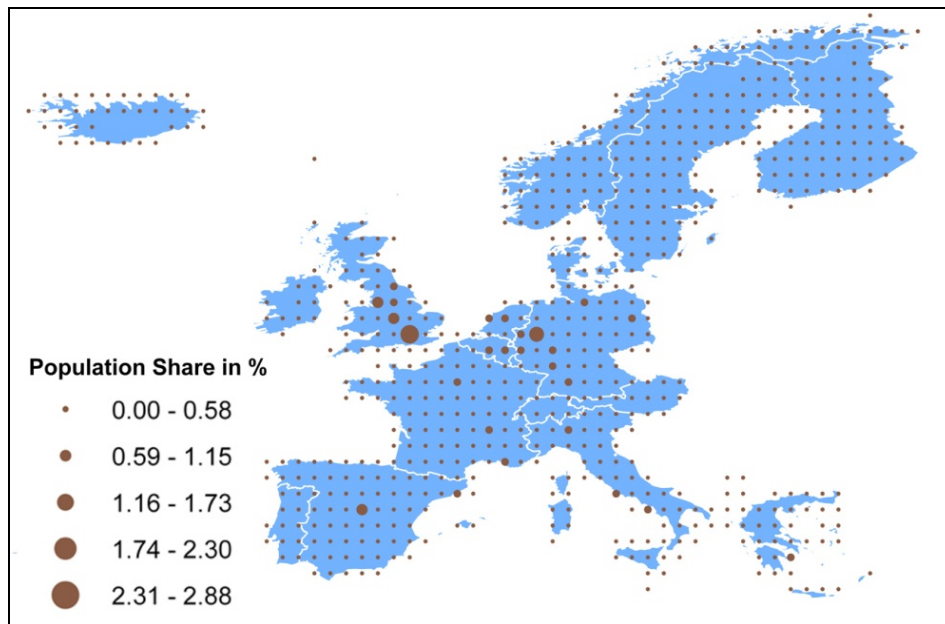 Population Share in %
0.00 - 0.58
0.59 - 1.15
1.16 - 1.73
1.74 - 2.30
2.31 - 2.88